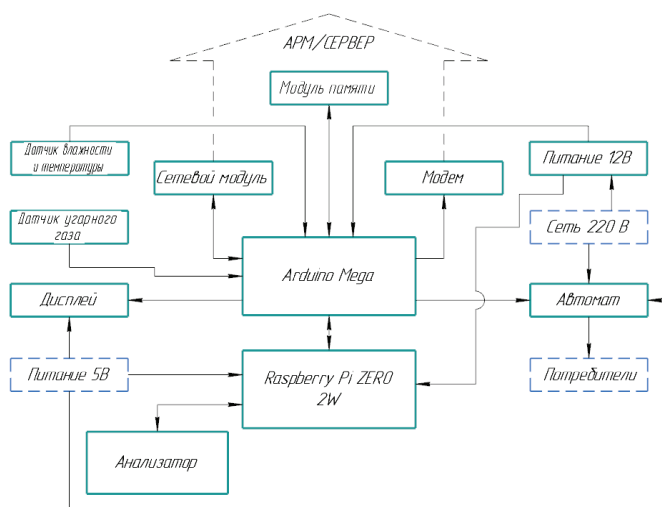 АРМ/СЕРВЕР
Модуль памяти
Датчик влажности
и температуры
Сетевой модуль
Модем
Питание 12В
Датчик угарного
газа
Сеть 220 В
Arduino Mega
Дисплей
Автомат
Питание 5В
Raspberry Pi ZERO
2W
Потребители
Анализатор